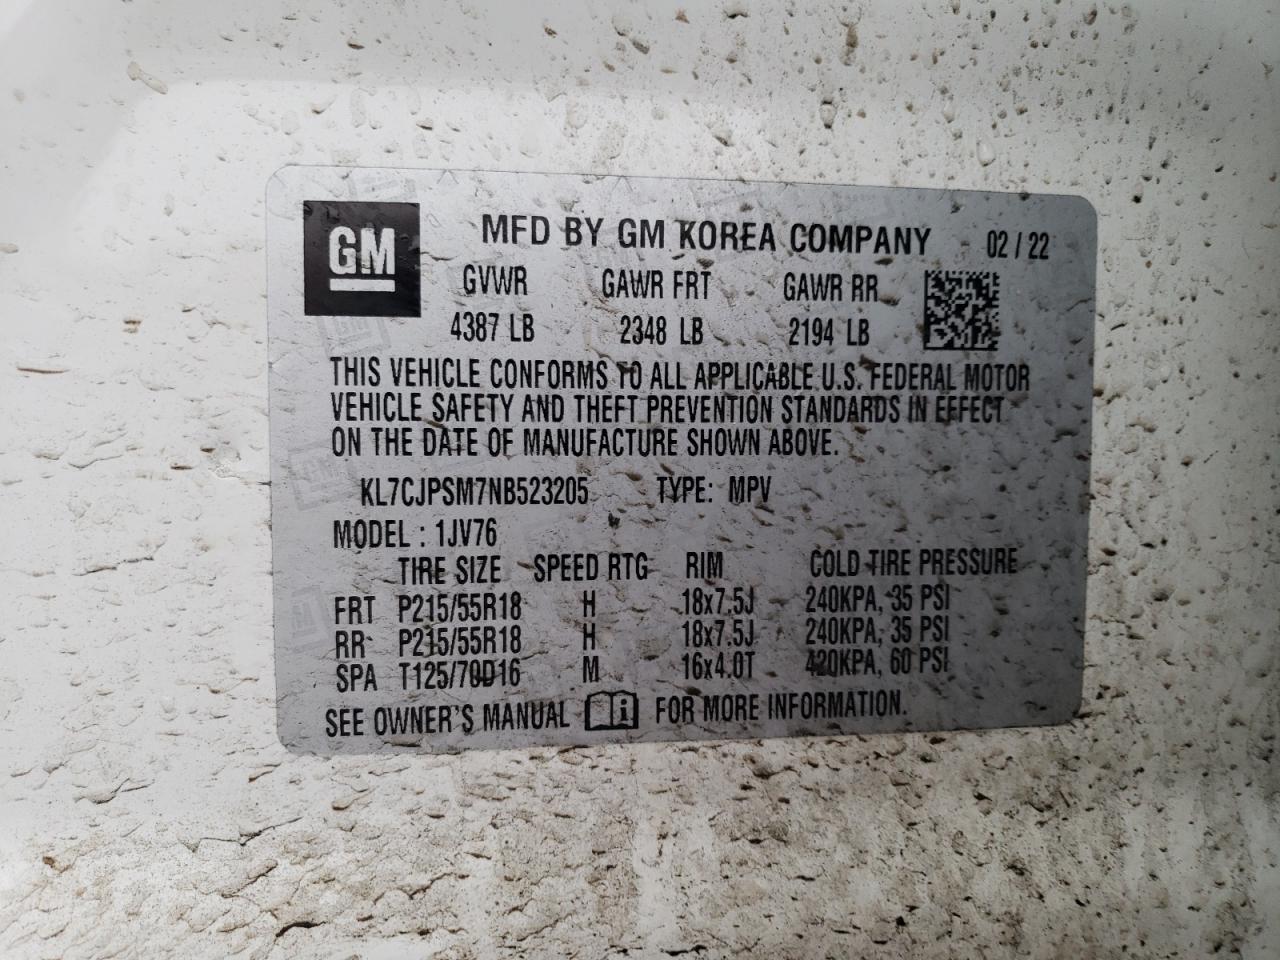 GM
MFD BY GM KOREA COMPANY 02 / 22
GVWR GAWR FRT GAWR RR
4387 LB 2348 LB 2194 LB
THIS VEHICLE CONFORMS TO ALL APPLICABLE U.S. FEDERAL MOTOR
VEHICLE SAFETY AND THEFT PREVENTION STANDARDS IN EFFECT
ON THE DATE OF MANUFACTURE SHOWN ABOVE.
KL7CJPSM7NB523205 TYPE: MPV
MODEL : 1JV76
TIRE SIZE SPEED RTG RIM COLD TIRE PRESSURE
FRT P215/55R18 H 18x7.5J 240KPA, 35 PSI
RR P215/55R18 H 18x7.5J 240KPA, 35 PSI
SPA T125/70D16 M 16x4.0T 420KPA, 60 PSI
SEE OWNER'S MANUAL i FOR MORE INFORMATION.